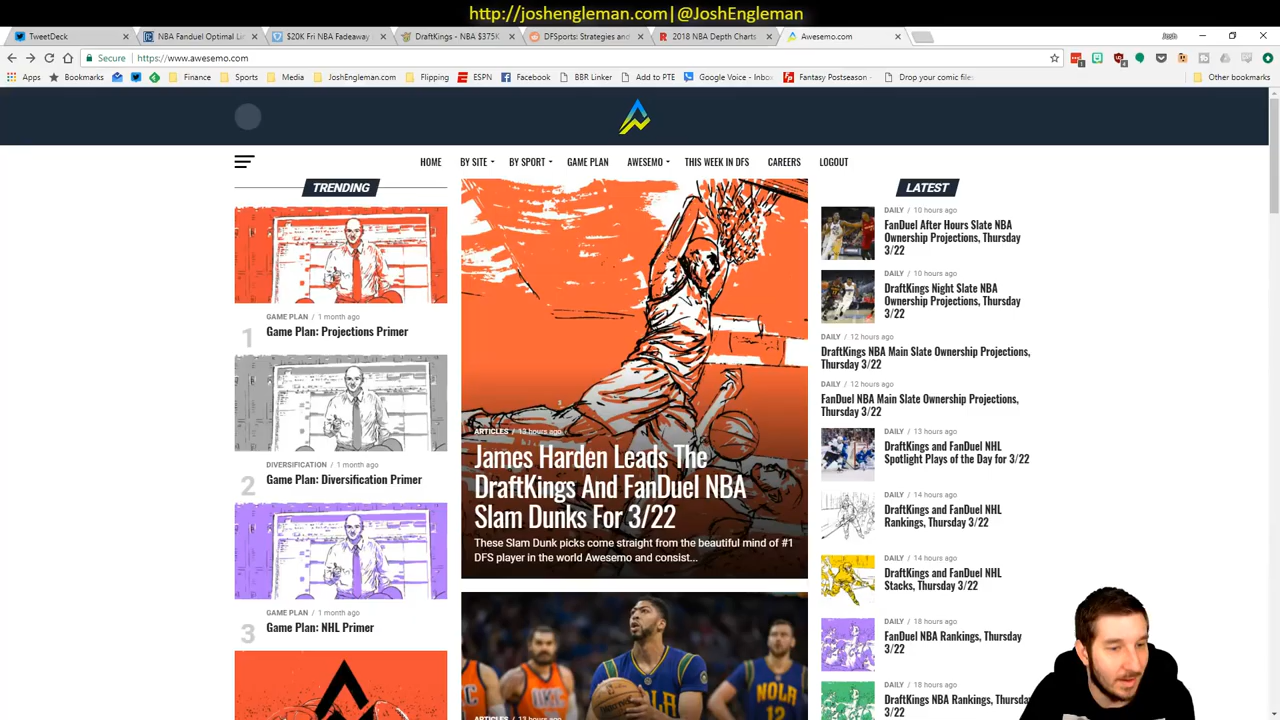 http://joshengleman.com|@JoshEngleman
TweetDeck
NBA Fanduel Optimal Li
$20K Fri NBA Fadeaway
DraftKings - NBA $375K
DFSports: Strategies and
2018 NBA Depth Charts
Awesemo.com
Josh
Secure
https://www.awesemo.com
Apps
Bookmarks
Finance
Sports
Media
JoshEngleman.com
Flipping
ESPN
Facebook
BBR Linker
Add to PTE
Google Voice - Inbo
Fantasy Postseason
Drop your comic file
Other bookmarks
HOME
BY SITE
BY SPORT
GAME PLAN
AWESEMO
THIS WEEK IN DFS
CAREERS
LOGOUT
TRENDING
GAME PLAN / 1 month ago
1
Game Plan: Projections Primer
DIVERSIFICATION / 1 month ago
2
Game Plan: Diversification Primer
GAME PLAN / 1 month ago
3
Game Plan: NHL Primer
ARTICLES / 13 hours ago
James Harden Leads The
DraftKings And FanDuel NBA
Slam Dunks For 3/22
These Slam Dunk picks come straight from the beautiful mind of #1
DFS player in the world Awesemo and consist...
NOLA
NOLA
12
ARTICLES
LATEST
DAILY / 10 hours ago
FanDuel After Hours Slate NBA
Ownership Projections, Thursday
3/22
DAILY / 10 hours ago
DraftKings Night Slate NBA
Ownership Projections, Thursday
3/22
DAILY / 12 hours ago
DraftKings NBA Main Slate Ownership Projections,
Thursday 3/22
DAILY / 12 hours ago
FanDuel NBA Main Slate Ownership Projections,
Thursday 3/22
DAILY / 13 hours ago
DraftKings and FanDuel NHL
Spotlight Plays of the Day for 3/22
DAILY / 14 hours ago
DraftKings and FanDuel NHL
Rankings, Thursday 3/22
DAILY / 14 hours ago
DraftKings and FanDuel NHL
Stacks, Thursday 3/22
DAILY / 18 hours ago
FanDuel NBA Rankings, Thursday
3/22
DAILY / 18 hours ago
DraftKings NBA Rankings, Thursda
3/22